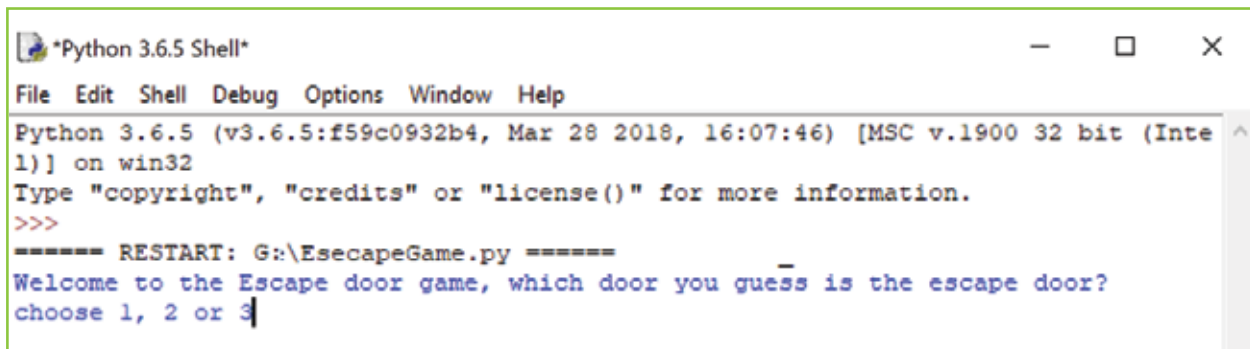 *Python 3.6.5 Shell*
File Edit Shell Debug Options Window Help
Python 3.6.5 (v3.6.5:f59c0932b4, Mar 28 2018, 16:07:46) [MSC v.1900 32 bit (Inte
l)] on win32
Type "copyright", "credits" or "license()" for more information.
>>>
====== RESTART: G:\EsecapeGame.py ======
Welcome to the Escape door game, which door you guess is the escape door?
choose 1, 2 or 3